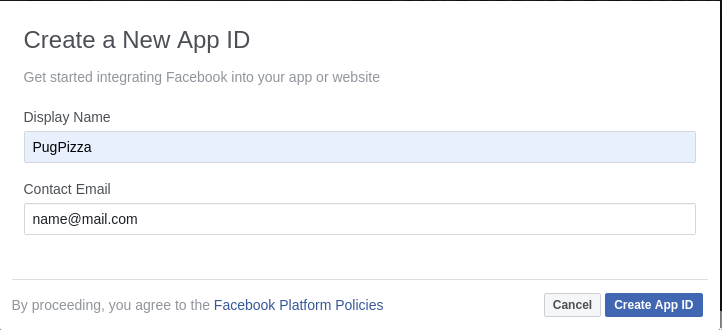 Create a New App ID
Get started integrating Facebook into your app or website
Display Name
PugPizza
Contact Email
name@mail.com
By proceeding, you agree to the Facebook Platform Policies
Cancel
Create App ID